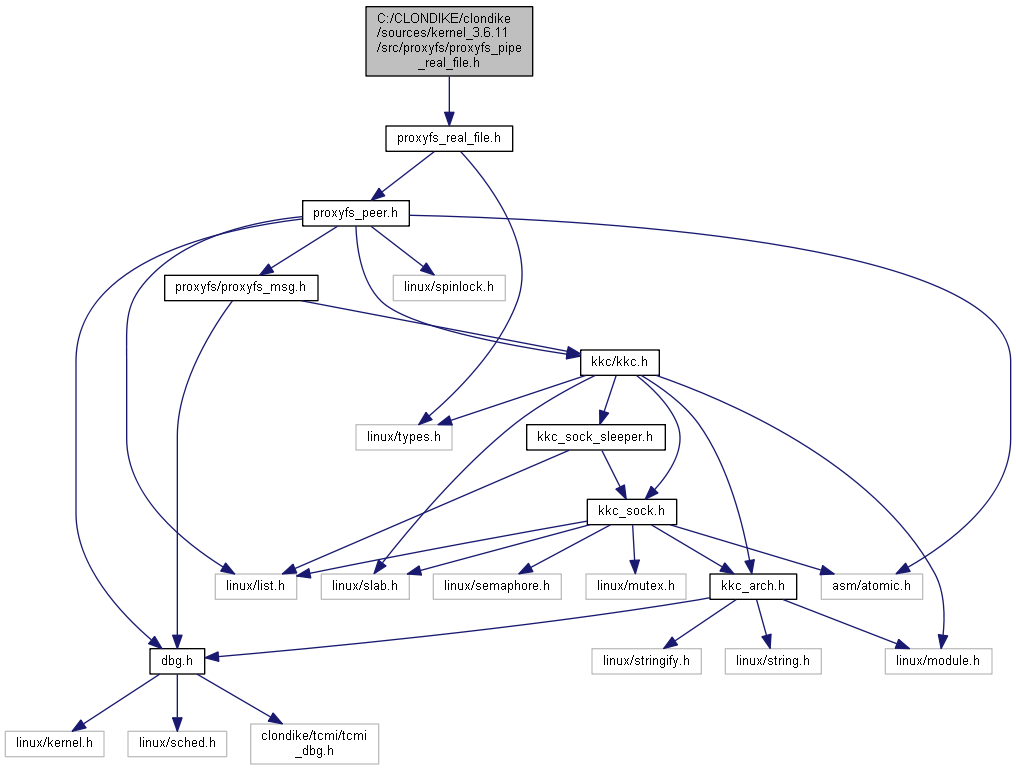 C:/CLONDIKE/clondike
/sources/kernel_3.6.11
/src/proxyfs/proxyfs_pipe
_real_file.h
proxyfs_real_file.h
proxyfs_peer.h
proxyfs/proxyfs_msg.h
linux/spinlock.h
kkc/kkc.h
linux/types.h
kkc_sock_sleeper.h
kkc_sock.h
linux/list.h
linux/slab.h
linux/semaphore.h
linux/mutex.h
kkc_arch.h
asm/atomic.h
dbg.h
linux/stringify.h
linux/string.h
linux/module.h
linux/kernel.h
linux/sched.h
clondike/tcmi/tcmi
_dbg.h